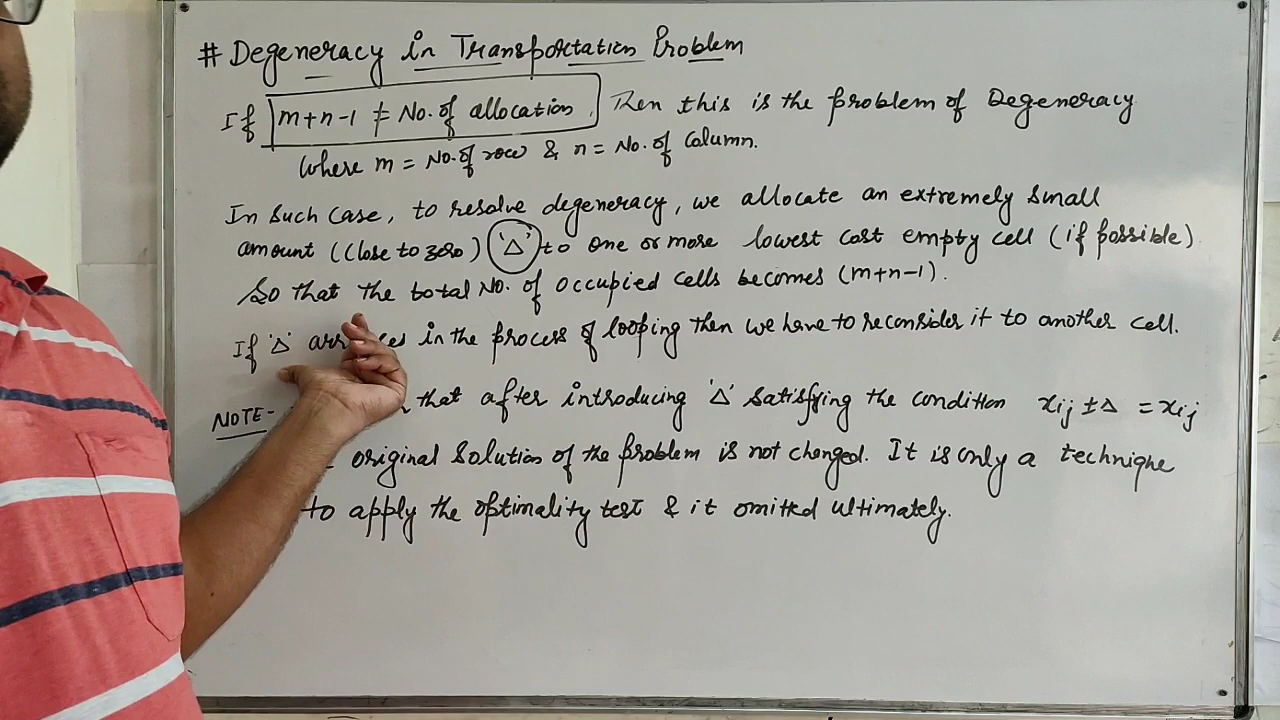 # Degeneracy in Transportation Problem
If m+n-1 ≠ No. of allocation, Then this is the problem of Degeneracy
Where m = No. of row & n = No. of Column.
In Such Case, to resolve degeneracy, we allocate an extremely small
amount (Close to zero) 'Δ' to one or more lowest cost empty cell (if possible)
So that the total No. of occupied cells becomes (m+n-1).
If 'Δ' in the process of looping then we have to reconsider it to another cell.
NOTE- that after introducing 'Δ' Satisfying the condition xij ± Δ = xij
original Solution of the problem is not changed. It is only a technique
to apply the optimality test & it omitted ultimately.